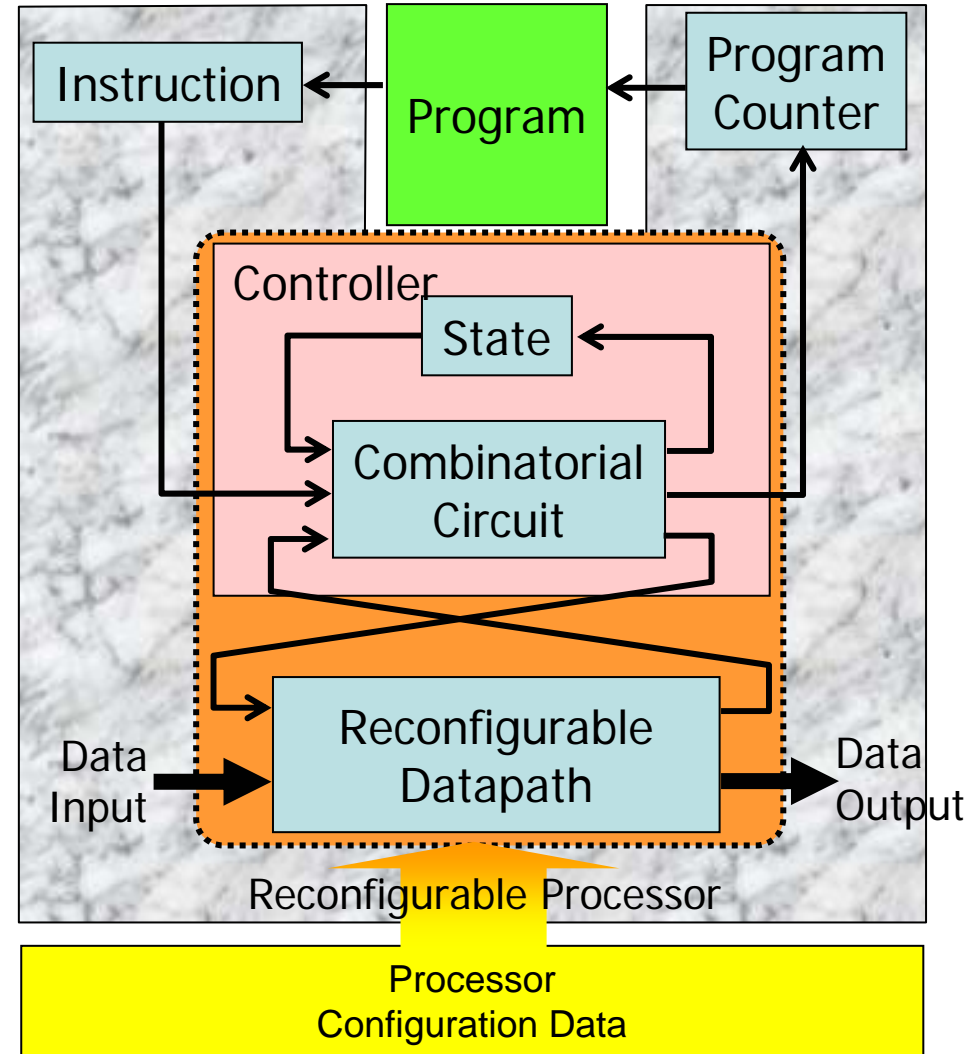 Instruction
Program
Program
Counter
Controller
State
Combinatorial
Circuit
Reconfigurable
Datapath
Data
Input
Data
Output
Reconfigurable Processor
Processor
Configuration Data